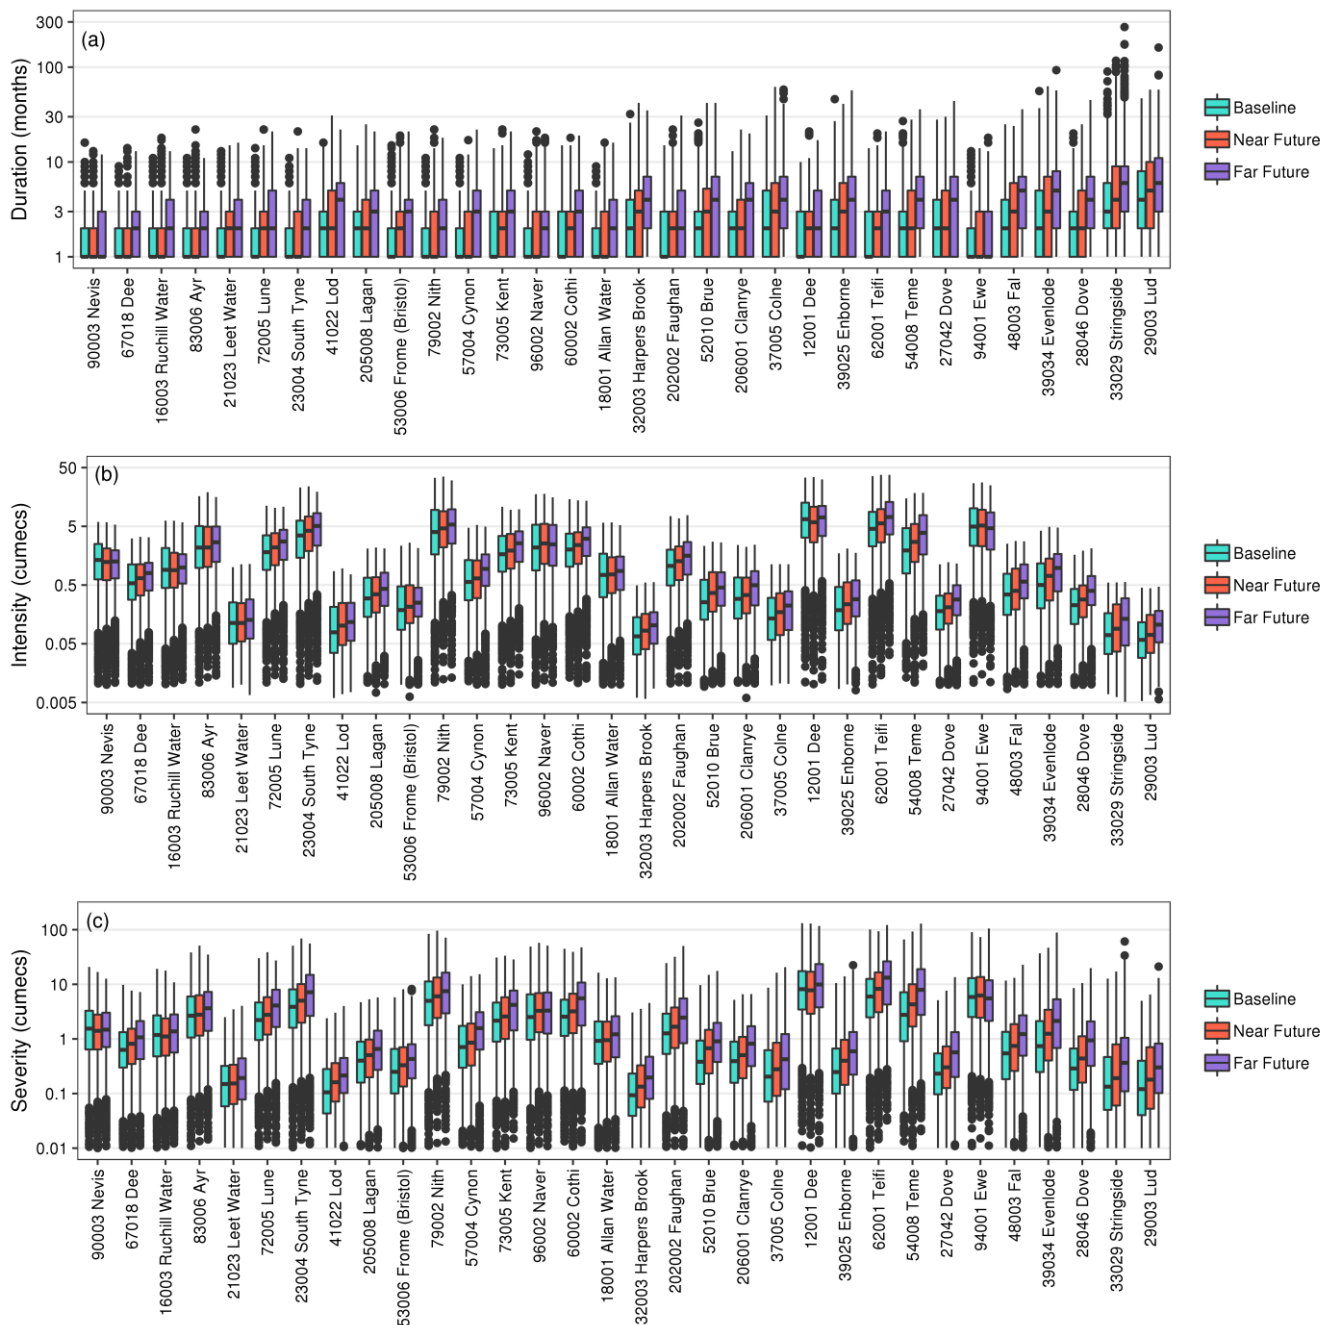 (a)
Duration (months)
300
100
30
10
3
1
90003 Nevis
67018 Dee
16003 Ruchill Water
83006 Ayr
21023 Leet Water
72005 Lune
23004 South Tyne
41022 Lod
205008 Lagan
53006 Frome (Bristol)
79002 Nith
57004 Cynon
73005 Kent
96002 Naver
60002 Cothi
18001 Allan Water
32003 Harpers Brook
202002 Faughan
52010 Brue
206001 Clanrye
37005 Colne
12001 Dee
39025 Enborne
62001 Teifi
54008 Teme
27042 Dove
94001 Ewe
48003 Fal
39034 Evenlode
28046 Dove
33029 Stringside
29003 Lud
Baseline
Near Future
Far Future
(b)
Intensity (cumecs)
50
5
0.5
0.05
0.005
90003 Nevis
67018 Dee
16003 Ruchill Water
83006 Ayr
21023 Leet Water
72005 Lune
23004 South Tyne
41022 Lod
205008 Lagan
53006 Frome (Bristol)
79002 Nith
57004 Cynon
73005 Kent
96002 Naver
60002 Cothi
18001 Allan Water
32003 Harpers Brook
202002 Faughan
52010 Brue
206001 Clanrye
37005 Colne
12001 Dee
39025 Enborne
62001 Teifi
54008 Teme
27042 Dove
94001 Ewe
48003 Fal
39034 Evenlode
28046 Dove
33029 Stringside
29003 Lud
Baseline
Near Future
Far Future
(c)
Severity (cumecs)
100
10
1
0.1
0.01
90003 Nevis
67018 Dee
16003 Ruchill Water
83006 Ayr
21023 Leet Water
72005 Lune
23004 South Tyne
41022 Lod
205008 Lagan
53006 Frome (Bristol)
79002 Nith
57004 Cynon
73005 Kent
96002 Naver
60002 Cothi
18001 Allan Water
32003 Harpers Brook
202002 Faughan
52010 Brue
206001 Clanrye
37005 Colne
12001 Dee
39025 Enborne
62001 Teifi
54008 Teme
27042 Dove
94001 Ewe
48003 Fal
39034 Evenlode
28046 Dove
33029 Stringside
29003 Lud
Baseline
Near Future
Far Future